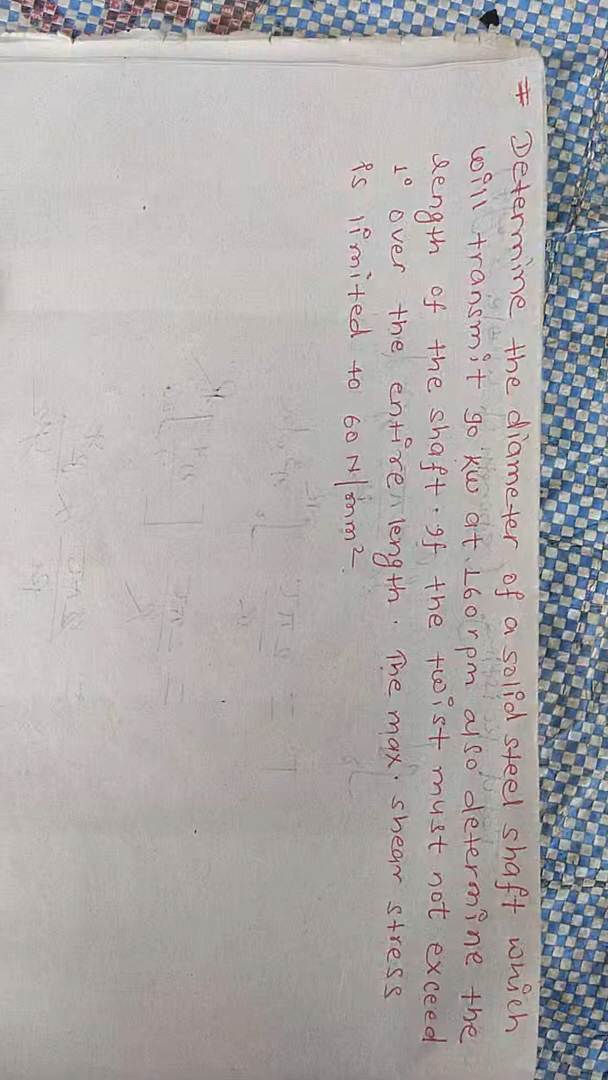 # Determine the diameter of a solid steel shaft which
will transmit 90 kw at 160 rpm also determine the
length of the shaft. If the twist must not exceed
1° over the entire length. The max. shear stress
is limited to 60 N/mm²